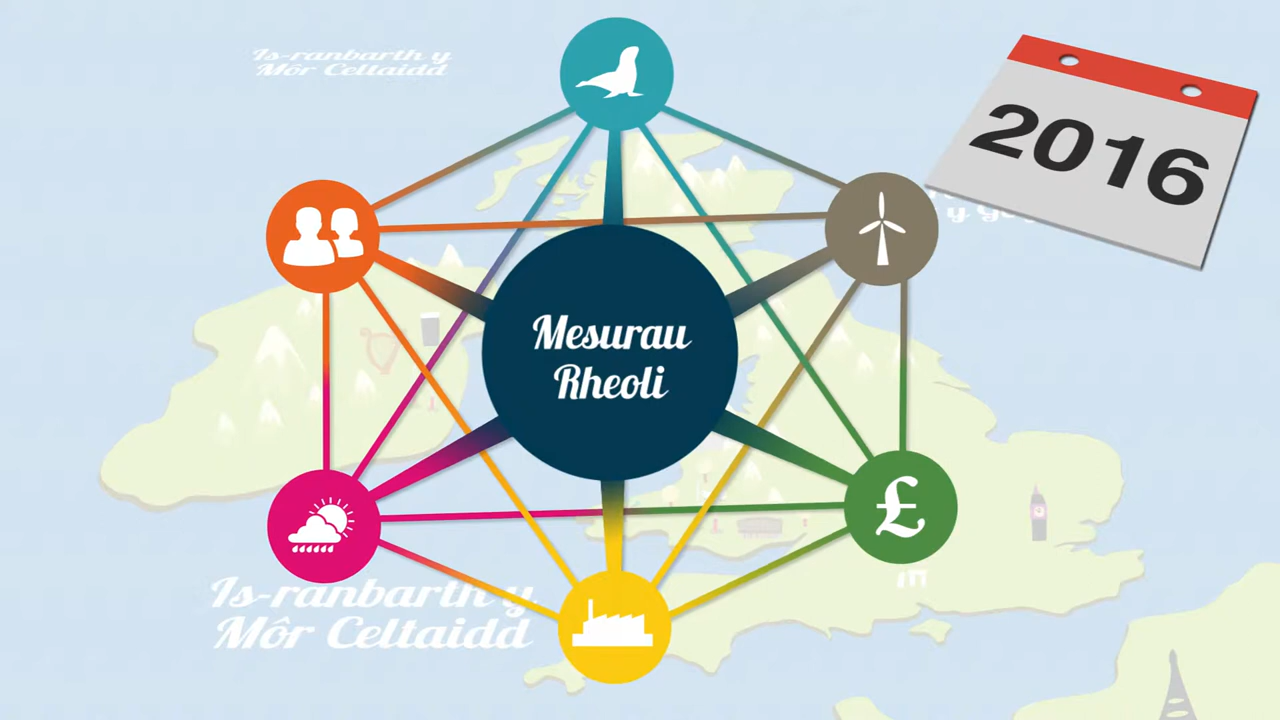 Is-ranbarth y
Môr Celtaidd
2016
Mesurau
Rheoli
£
Is-ranbarth y
Môr Celtaidd